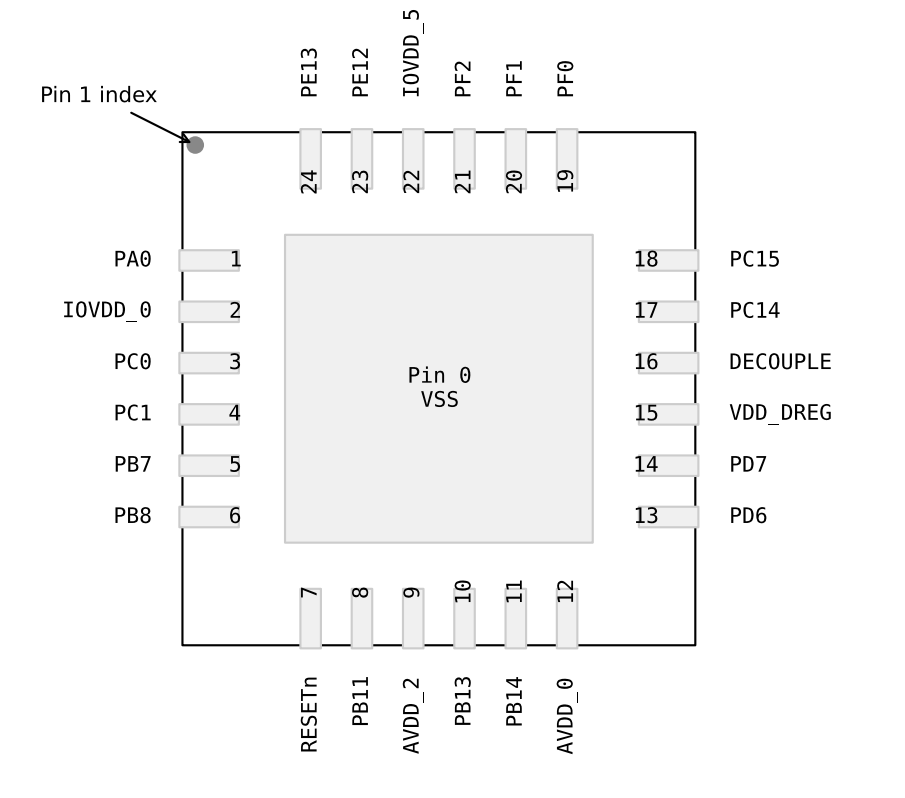 PE13 PE12 IOVDD_5 PF2 PF1 PF0
Pin 1 index
24 23 22 21 20 19
PA0 1 18 PC15
IOVDD_0 2 17 PC14
PC0 3 16 DECOUPLE
Pin 0
VSS
PC1 4 15 VDD_DREG
PB7 5 14 PD7
PB8 6 13 PD6
7 8 9 10 11 12
RESETn PB11 AVDD_2 PB13 PB14 AVDD_0